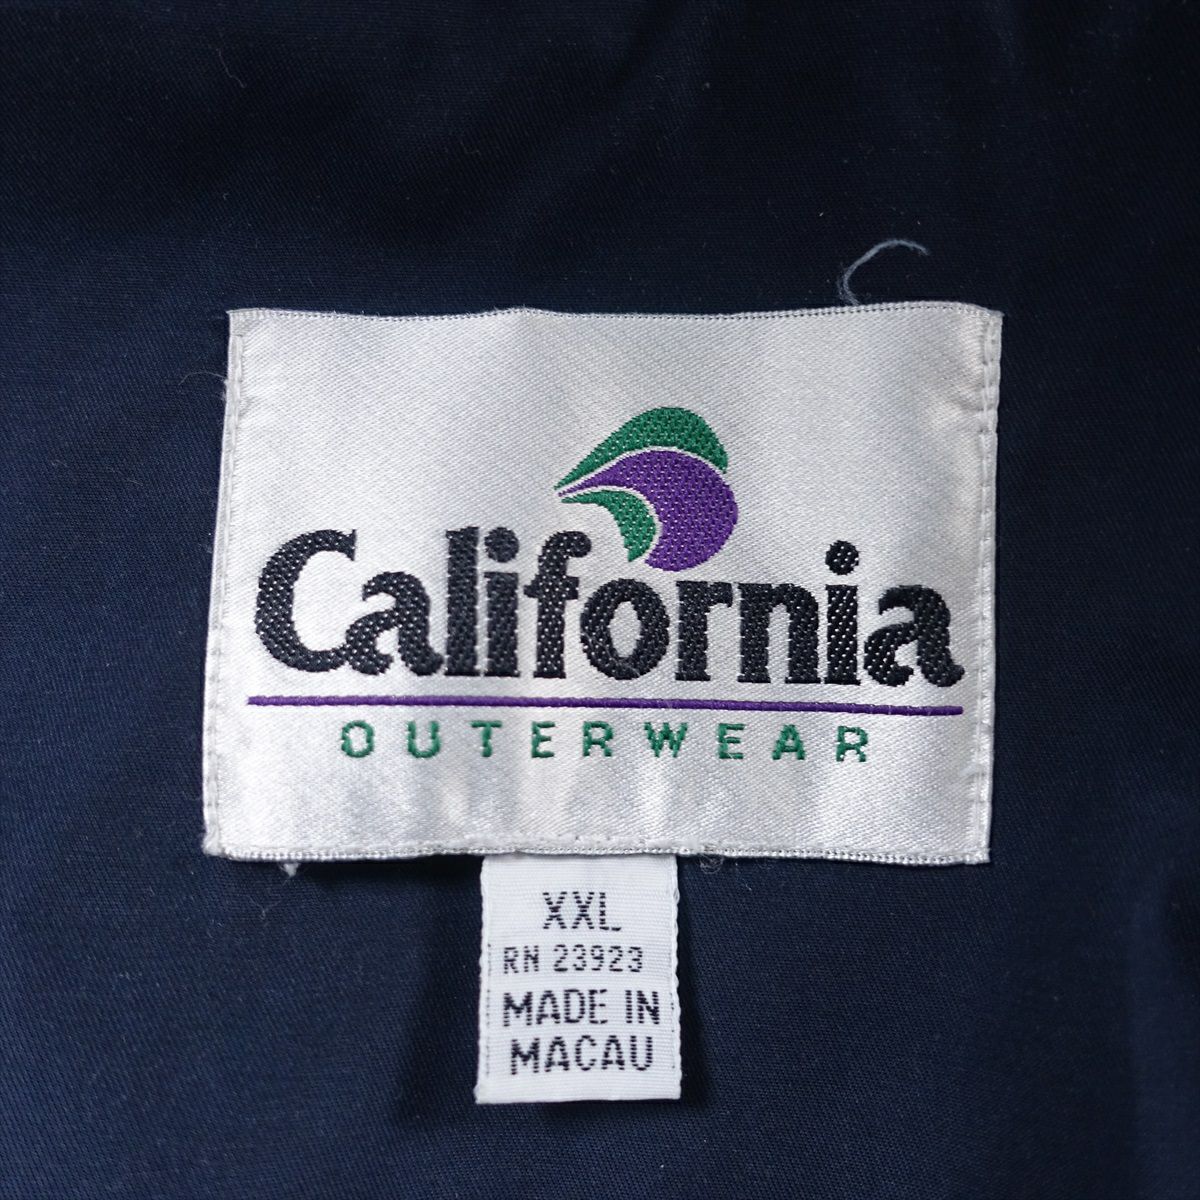 California
OUTERWEAR
XXL
RN 23923
MADE IN
MACAU